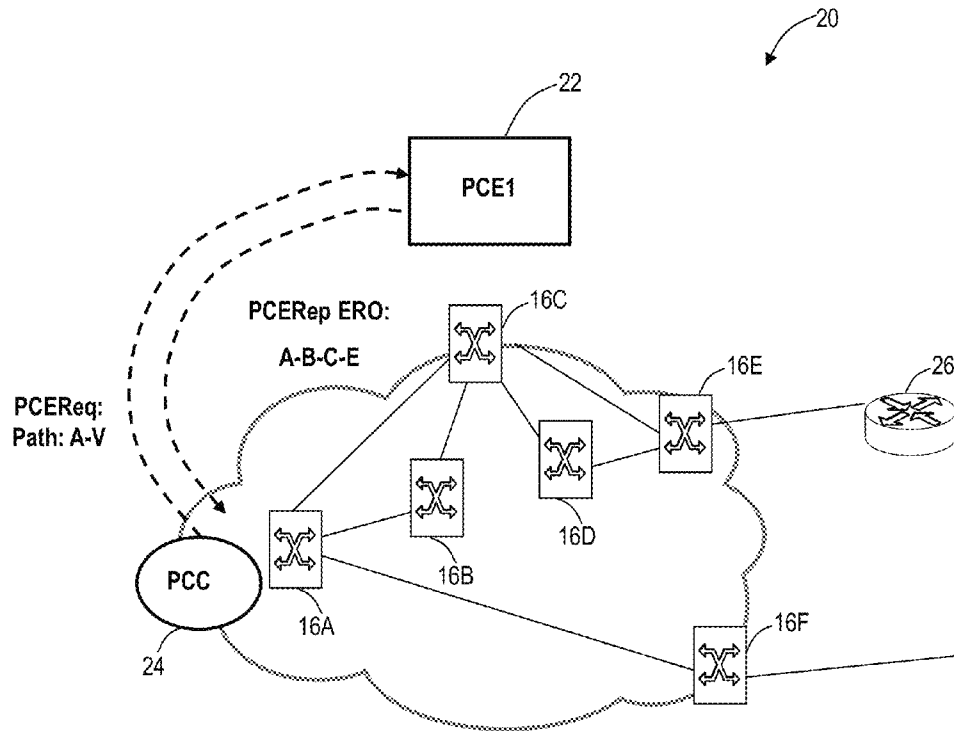 20
22
PCE1
PCERep ERO:
A-B-C-E
16C
16E
26
PCEReq:
Path: A-V
16D
16B
PCC
16A
16F
24